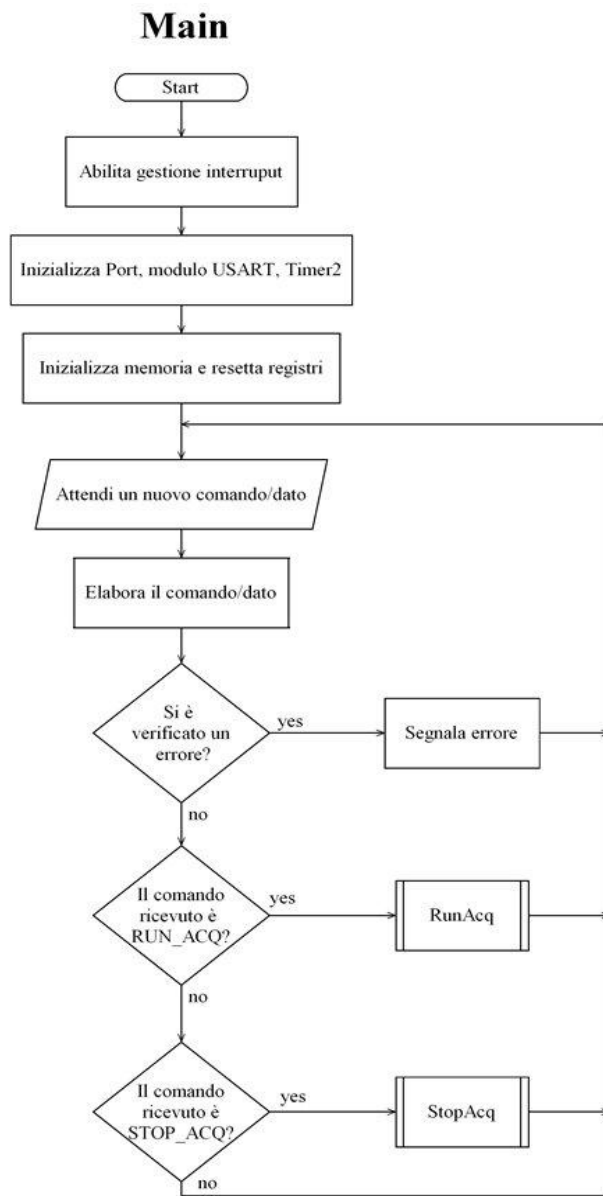 Main
Start
Abilita gestione interruput
Inizializza Port, modulo USART, Timer2
Inizializza memoria e resetta registri
Attendi un nuovo comando/dato
Elabora il comando/dato
Si è
verificato un
errore?
yes
Segnala errore
no
Il comando
ricevuto è
RUN_ACQ?
yes
RunAcq
no
Il comando
ricevuto è
STOP_ACQ?
yes
StopAcq
no